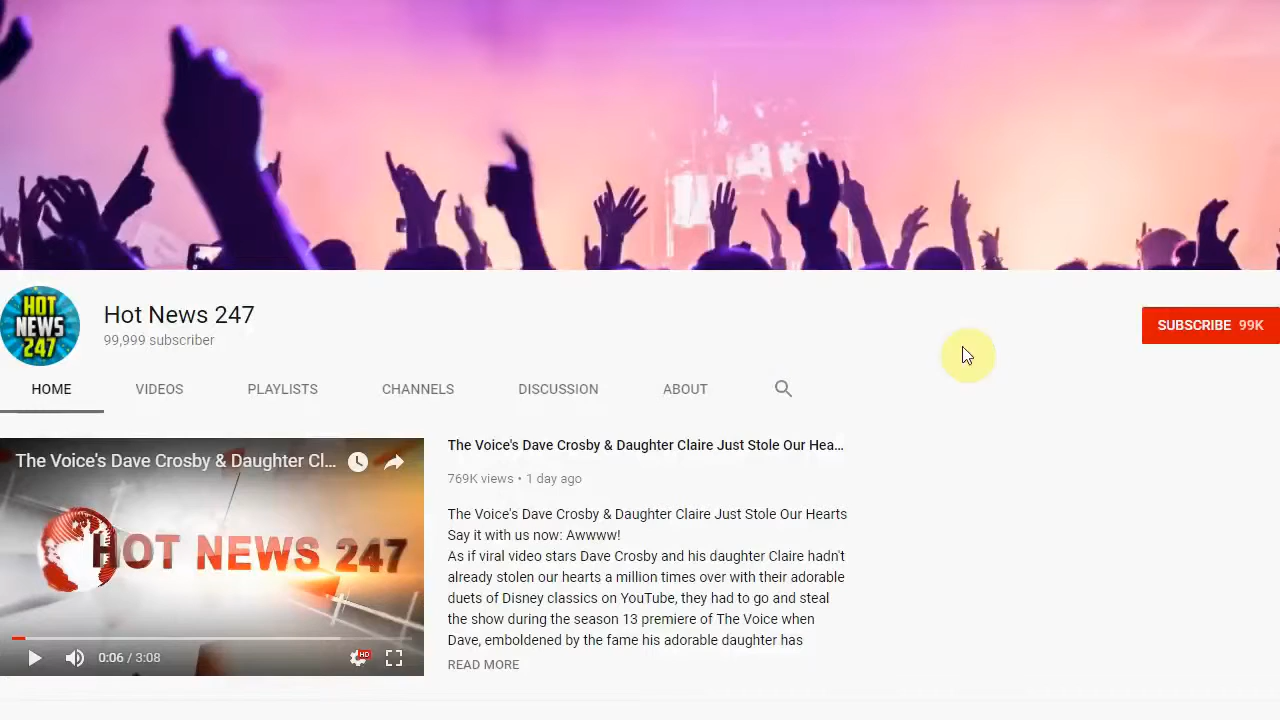 HOT
NEWS
247
Hot News 247
99,999 subscriber
SUBSCRIBE 99K
HOME VIDEOS PLAYLISTS CHANNELS DISCUSSION ABOUT
The Voice's Dave Crosby & Daughter Cl...
HOT NEWS 247
0:06 / 3:08
HD
The Voice's Dave Crosby & Daughter Claire Just Stole Our Hea...
769K views • 1 day ago
The Voice's Dave Crosby & Daughter Claire Just Stole Our Hearts
Say it with us now: Awwww!
As if viral video stars Dave Crosby and his daughter Claire hadn't
already stolen our hearts a million times over with their adorable
duets of Disney classics on YouTube, they had to go and steal
the show during the season 13 premiere of The Voice when
Dave, emboldened by the fame his adorable daughter has
READ MORE